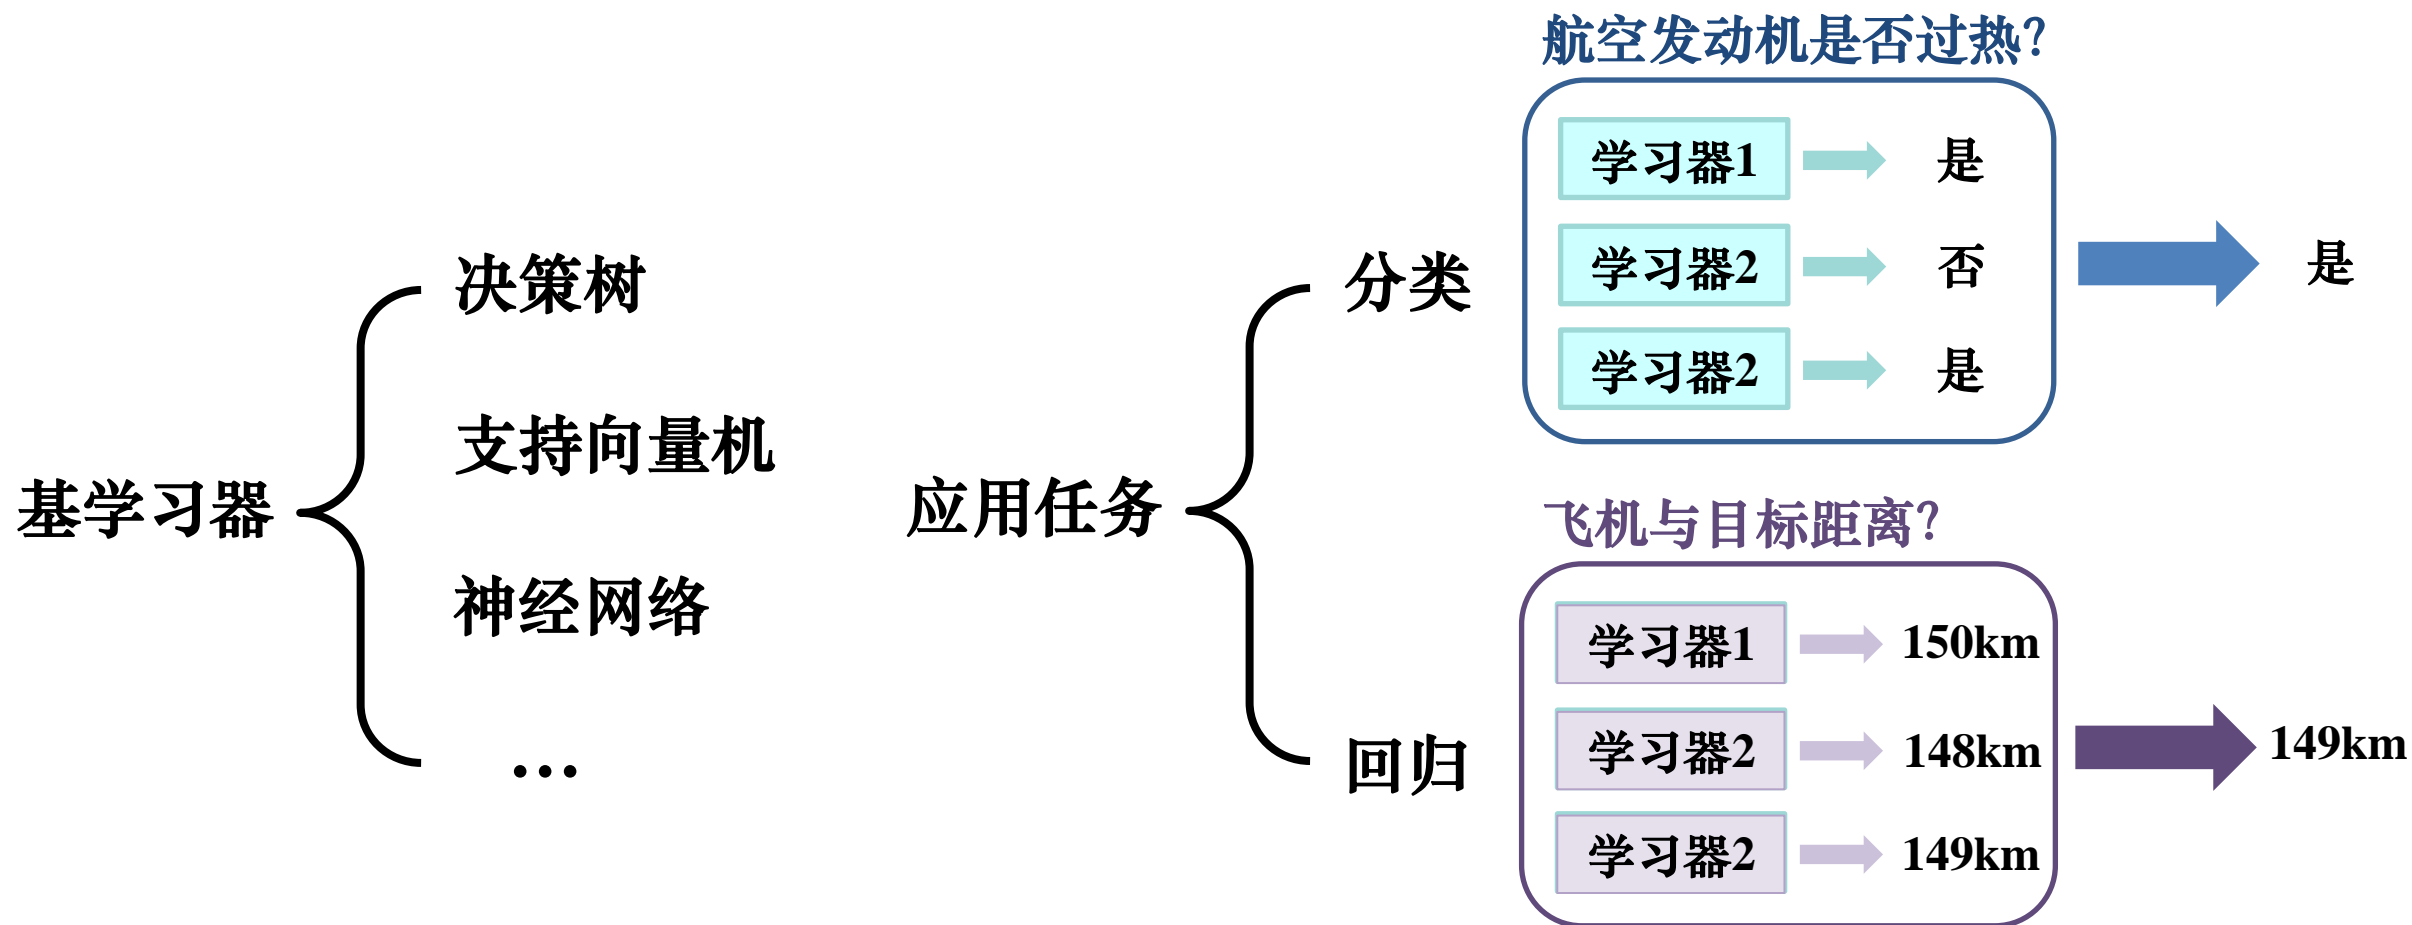 基学习器
决策树
支持向量机
神经网络
…
应用任务
分类
航空发动机是否过热?
学习器1 是
学习器2 否
学习器2 是
是
回归
飞机与目标距离?
学习器1 150km
学习器2 148km
学习器2 149km
149km